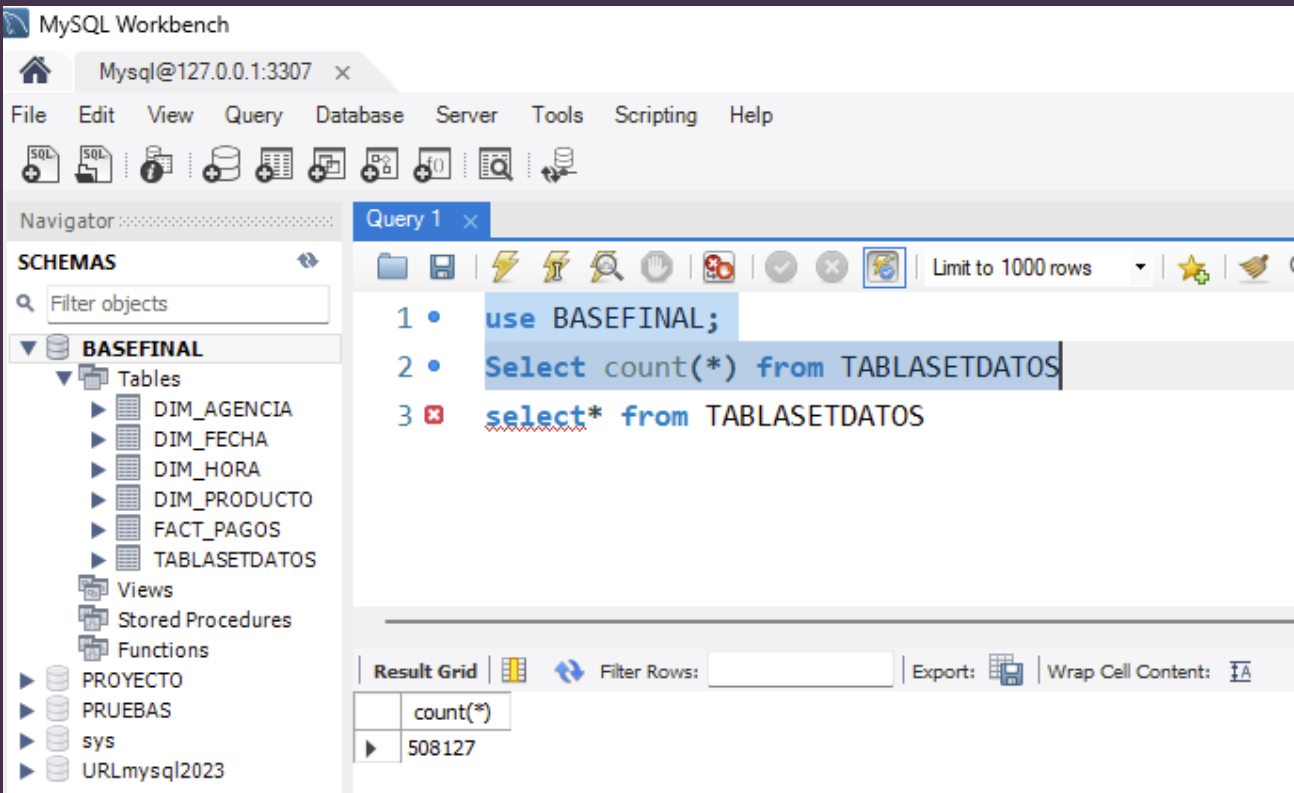 MySQL Workbench
Mysql@127.0.0.1:3307
File Edit View Query Database Server Tools Scripting Help
Navigator
SCHEMAS
Filter objects
BASEFINAL
Tables
DIM_AGENCIA
DIM_FECHA
DIM_HORA
DIM_PRODUCTO
FACT_PAGOS
TABLASETDATOS
Views
Stored Procedures
Functions
PROYECTO
PRUEBAS
sys
URLmysql2023
Query 1
Limit to 1000 rows
1 use BASEFINAL;
2 Select count(*) from TABLASETDATOS
3 select* from TABLASETDATOS
Result Grid Filter Rows: Export: Wrap Cell Content:
count(*)
508127